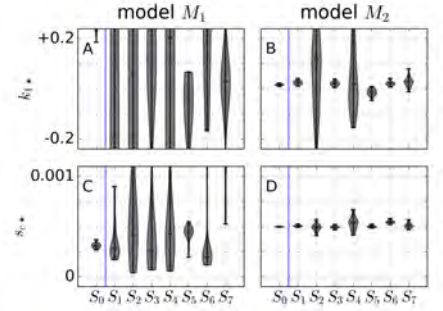 model M₁ model M₂
+0.2
A B
k₁⋆
-0.2
0.001
C D
s_c⋆
0
S₀ S₁ S₂ S₃ S₄ S₅ S₆ S₇ S₀ S₁ S₂ S₃ S₄ S₅ S₆ S₇